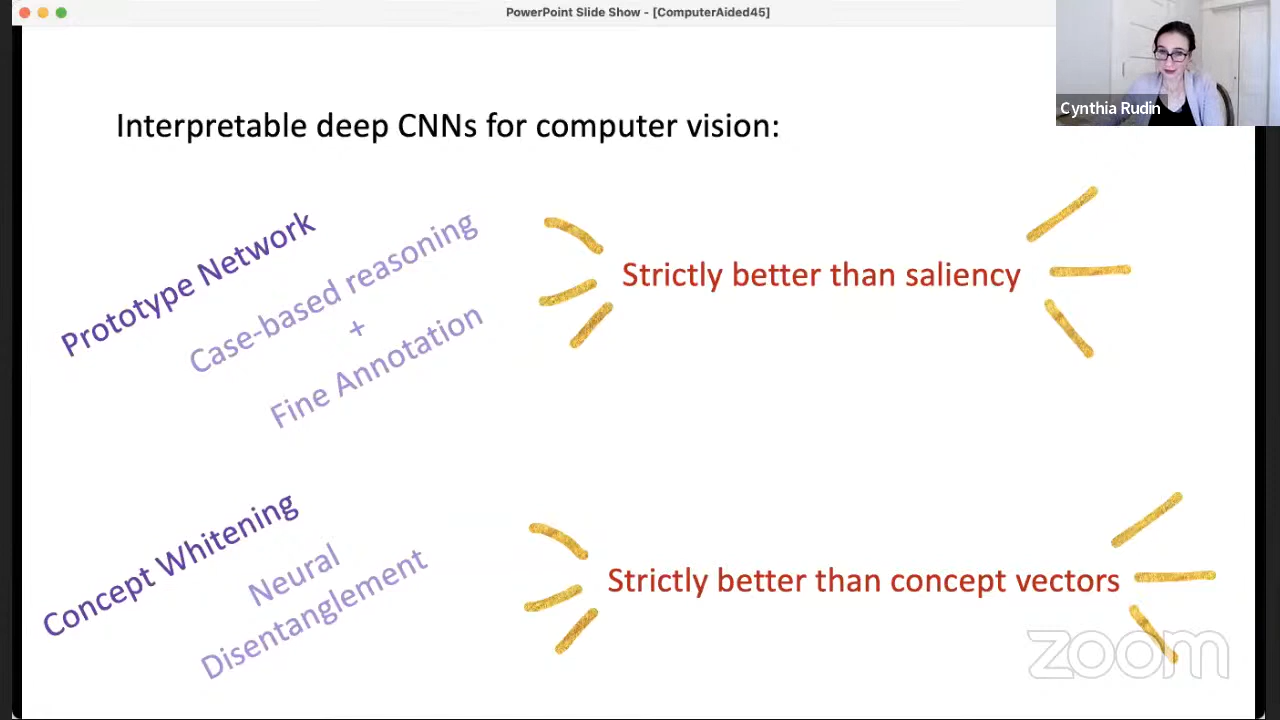 PowerPoint Slide Show - [ComputerAided45]
Cynthia Rudin
Interpretable deep CNNs for computer vision:
Prototype Network
Case-based reasoning
+
Fine Annotation
Strictly better than saliency
Concept Whitening
Neural
Disentanglement
Strictly better than concept vectors
zoom